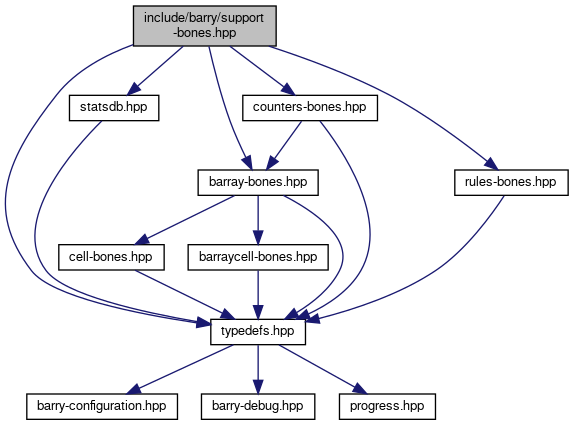 include/barry/support
-bones.hpp
statsdb.hpp
counters-bones.hpp
barray-bones.hpp
rules-bones.hpp
cell-bones.hpp
barraycell-bones.hpp
typedefs.hpp
barry-configuration.hpp
barry-debug.hpp
progress.hpp